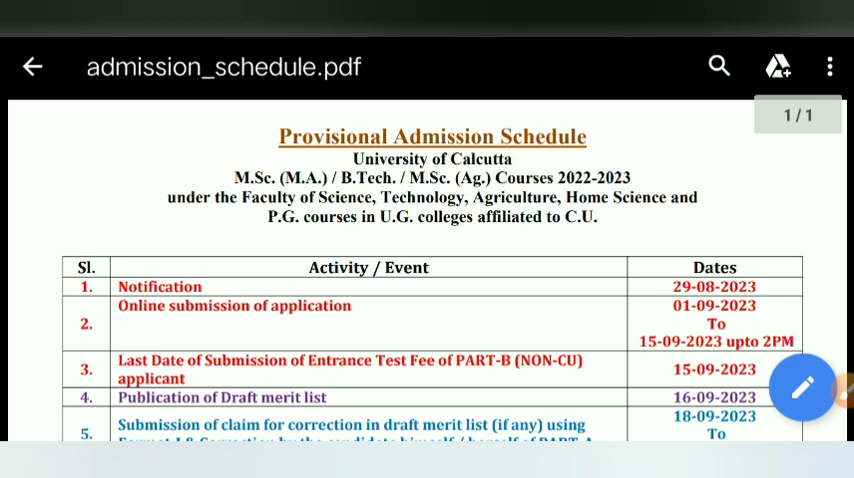 admission_schedule.pdf
1/1
Provisional Admission Schedule
University of Calcutta
M.Sc. (M.A.) / B.Tech. / M.Sc. (Ag.) Courses 2022-2023
under the Faculty of Science, Technology, Agriculture, Home Science and
P.G. courses in U.G. colleges affiliated to C.U.
Sl. Activity / Event Dates
1. Notification 29-08-2023
2. Online submission of application 01-09-2023
To
15-09-2023 upto 2PM
3. Last Date of Submission of Entrance Test Fee of PART-B (NON-CU) 15-09-2023
applicant
4. Publication of Draft merit list 16-09-2023
5. Submission of claim for correction in draft merit list (if any) using 18-09-2023
To